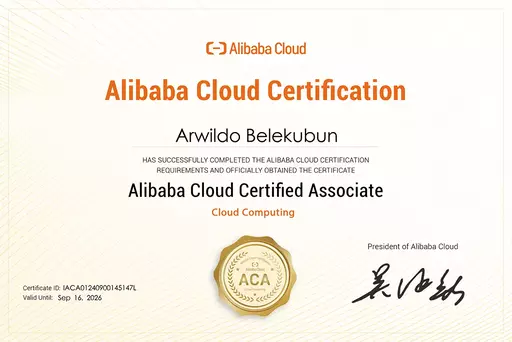 Alibaba Cloud
Alibaba Cloud Certification
Arwildo Belekubun
HAS SUCCESSFULLY COMPLETED THE ALIBABA CLOUD CERTIFICATION
REQUIREMENTS AND OFFICIALLY OBTAINED THE CERTIFICATE
Alibaba Cloud Certified Associate
Cloud Computing
President of Alibaba Cloud
ACA
Certificate ID: IACA01240900145147L
Valid Until: Sep 16, 2026